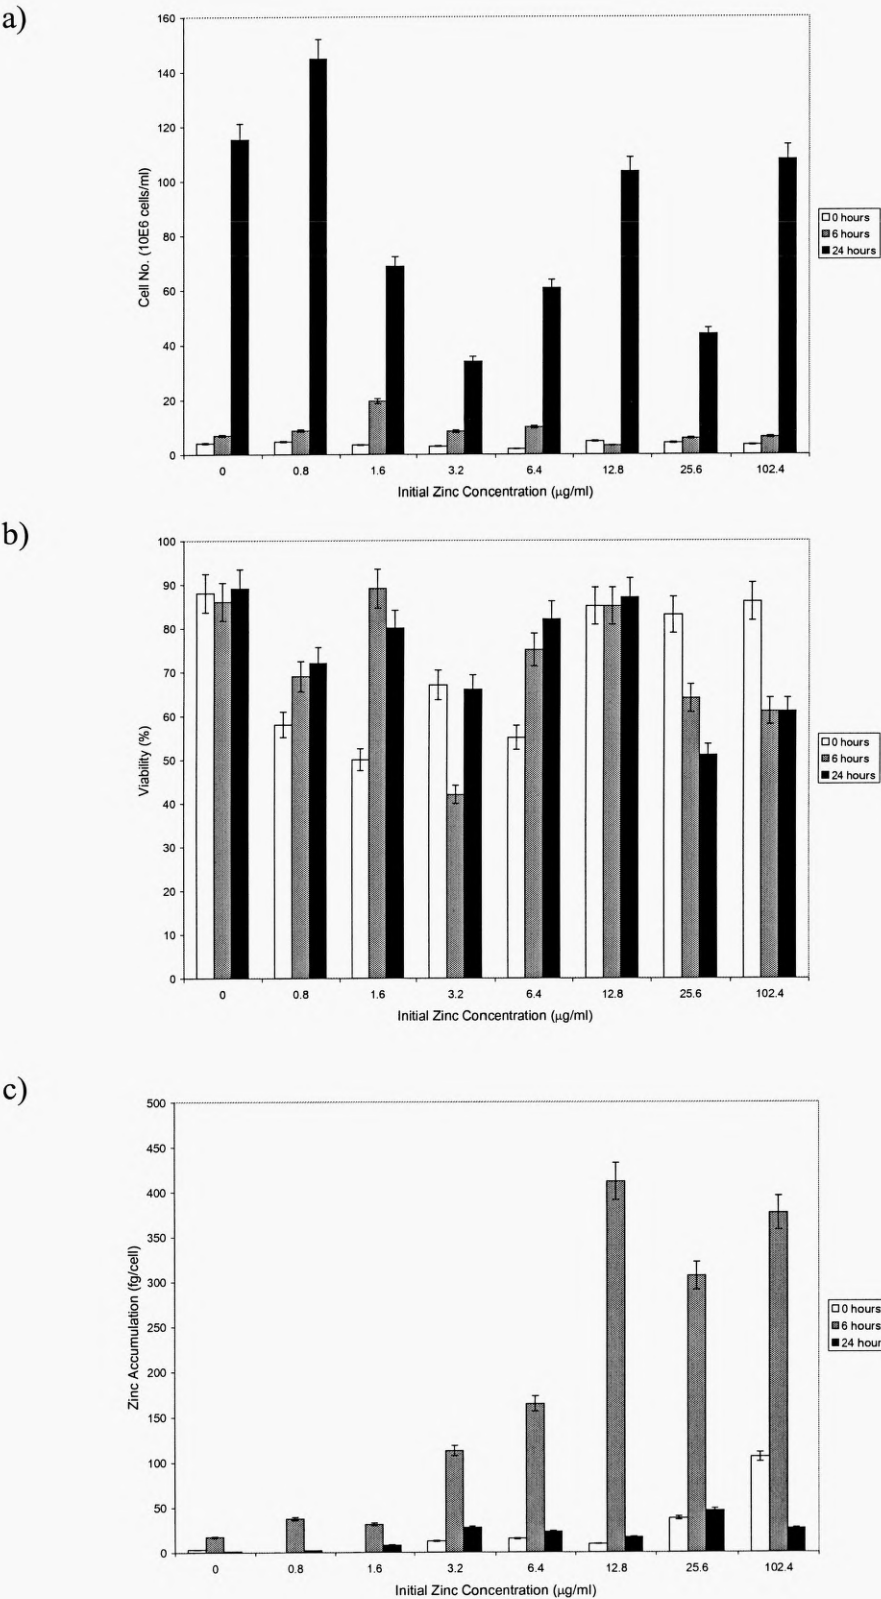 a)
160
140
120
100
80
60
40
20
0
Cell No. (10E6 cells/ml)
0 0.8 1.6 3.2 6.4 12.8 25.6 102.4
Initial Zinc Concentration (μg/ml)
0 hours
6 hours
24 hours
b)
100
90
80
70
60
50
40
30
20
10
0
Viability (%)
0 0.8 1.6 3.2 6.4 12.8 25.6 102.4
Initial Zinc Concentration (μg/ml)
0 hours
6 hours
24 hours
c)
500
450
400
350
300
250
200
150
100
50
0
Zinc Accumulation (fg/cell)
0 0.8 1.6 3.2 6.4 12.8 25.6 102.4
Initial Zinc Concentration (μg/ml)
0 hours
6 hours
24 hour